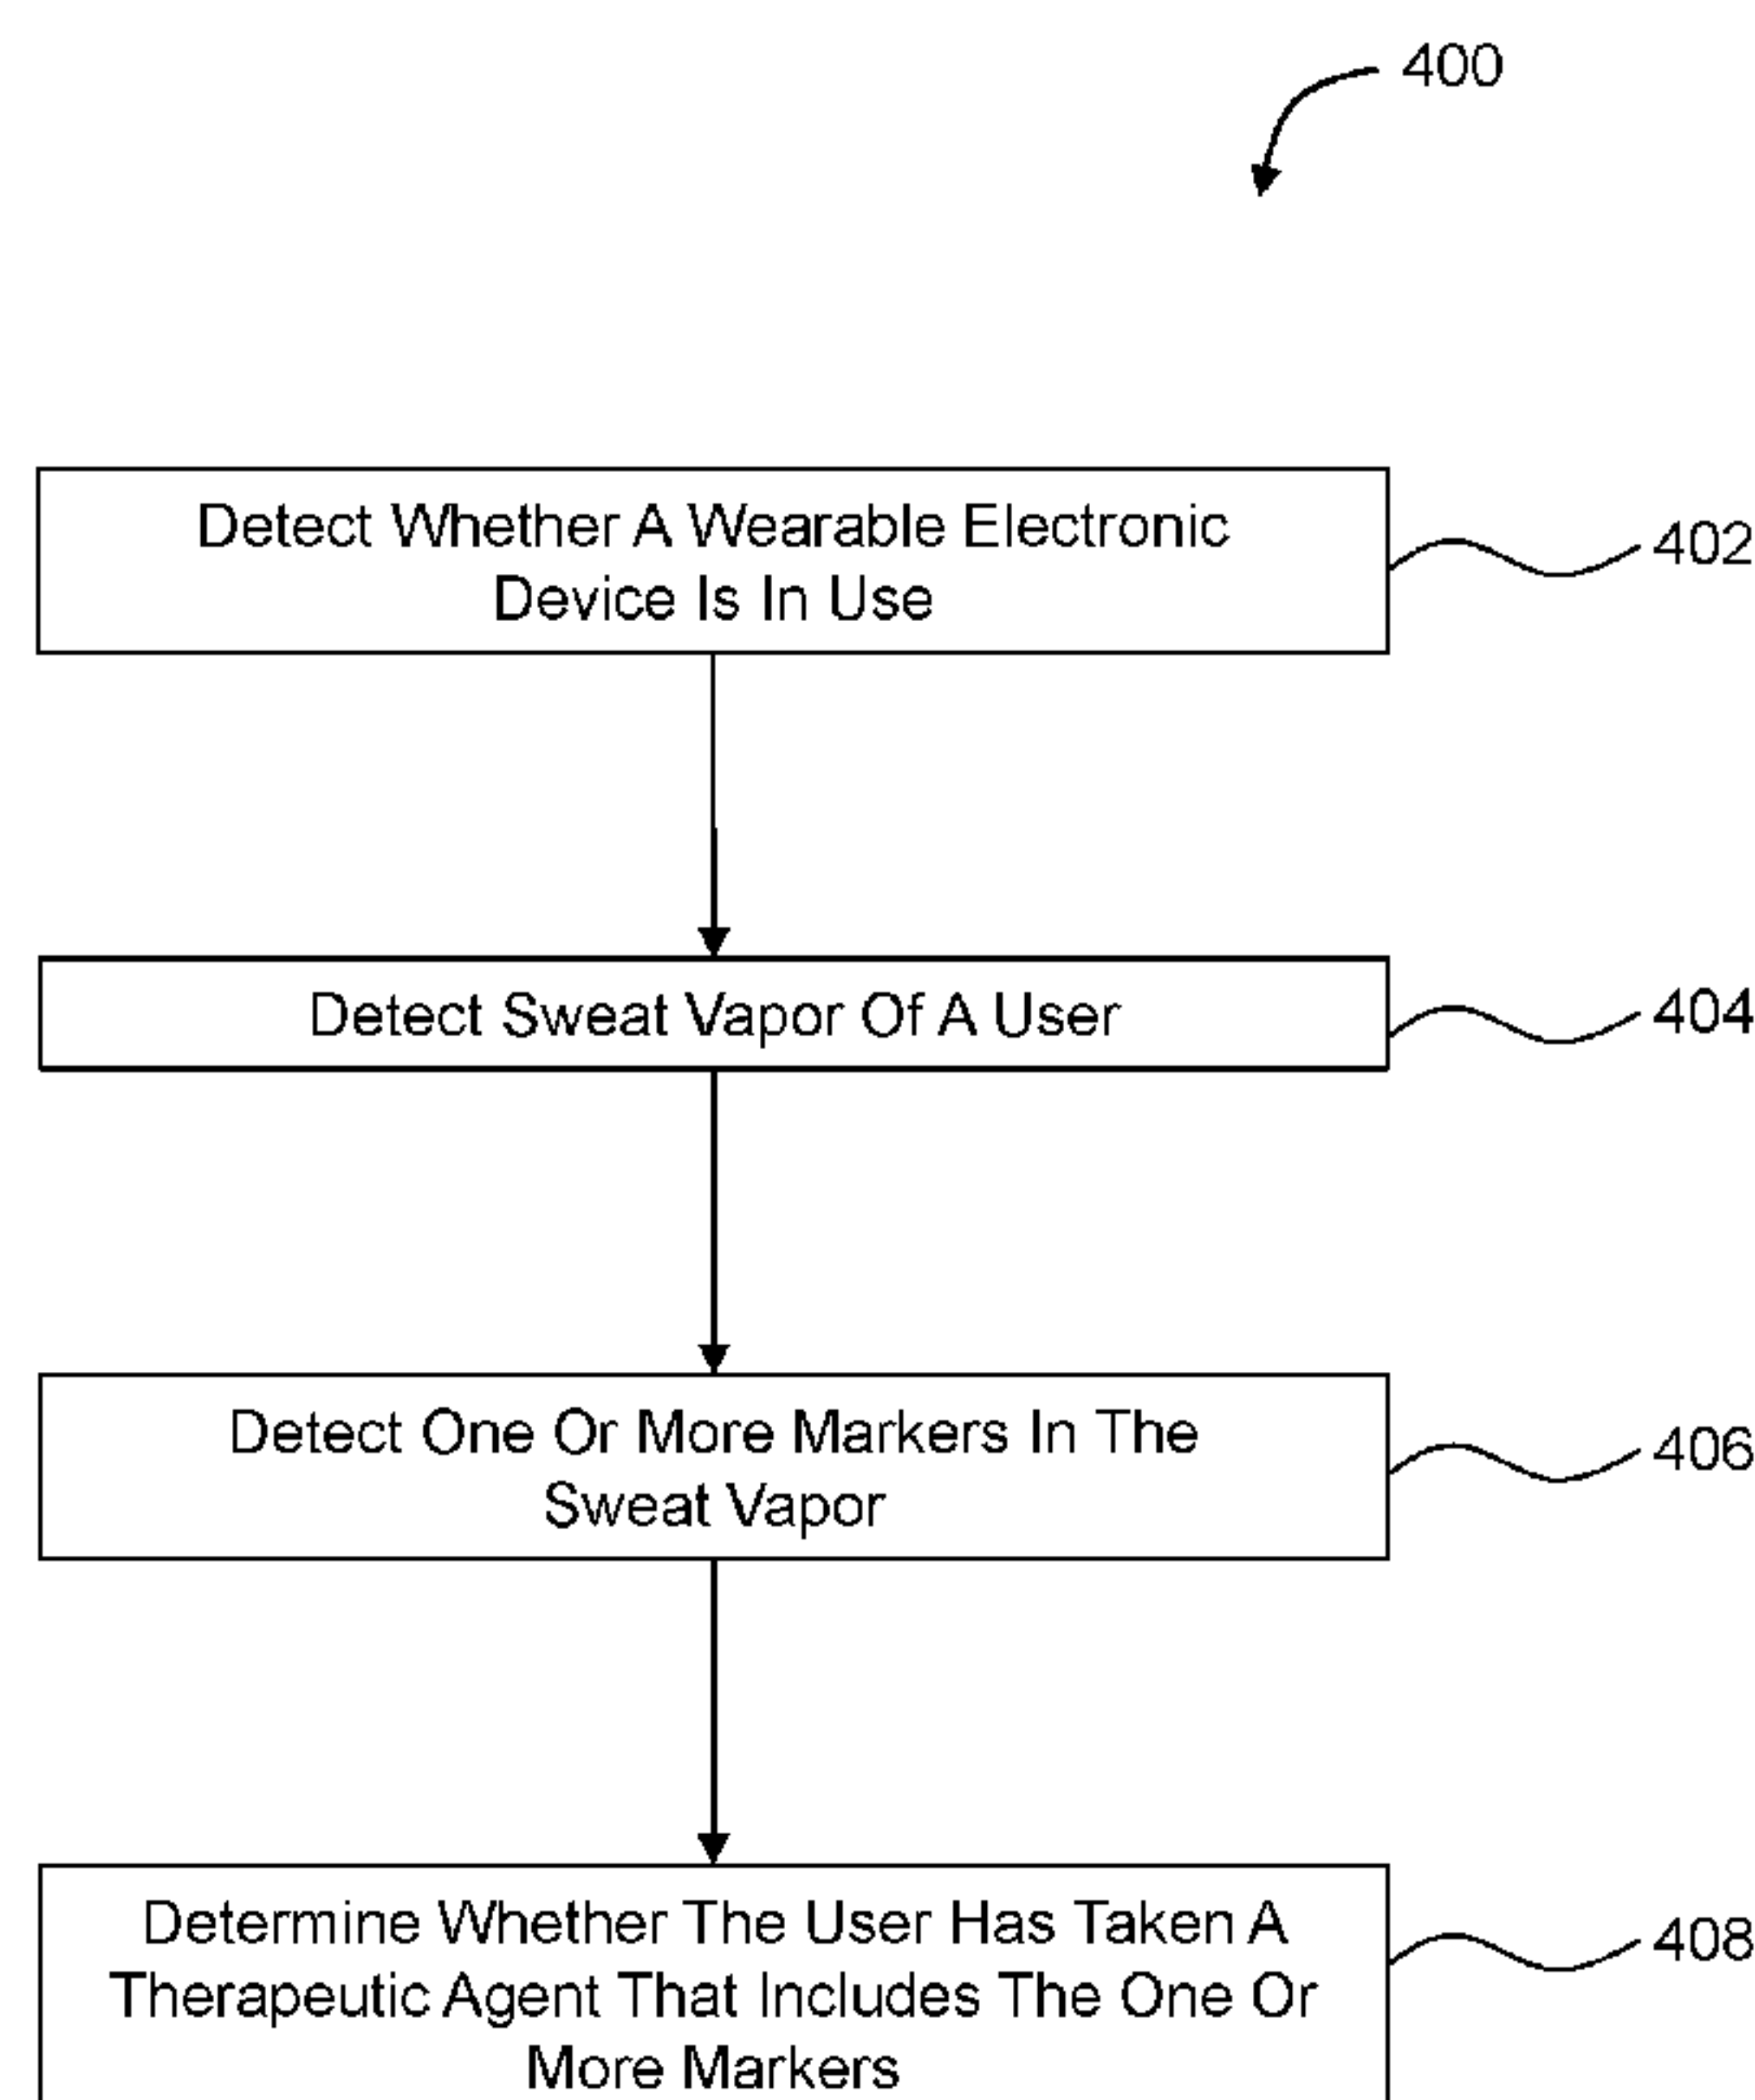 400
Detect Whether A Wearable Electronic
Device Is In Use
402
Detect Sweat Vapor Of A User
404
Detect One Or More Markers In The
Sweat Vapor
406
Determine Whether The User Has Taken A
Therapeutic Agent That Includes The One Or
More Markers
408